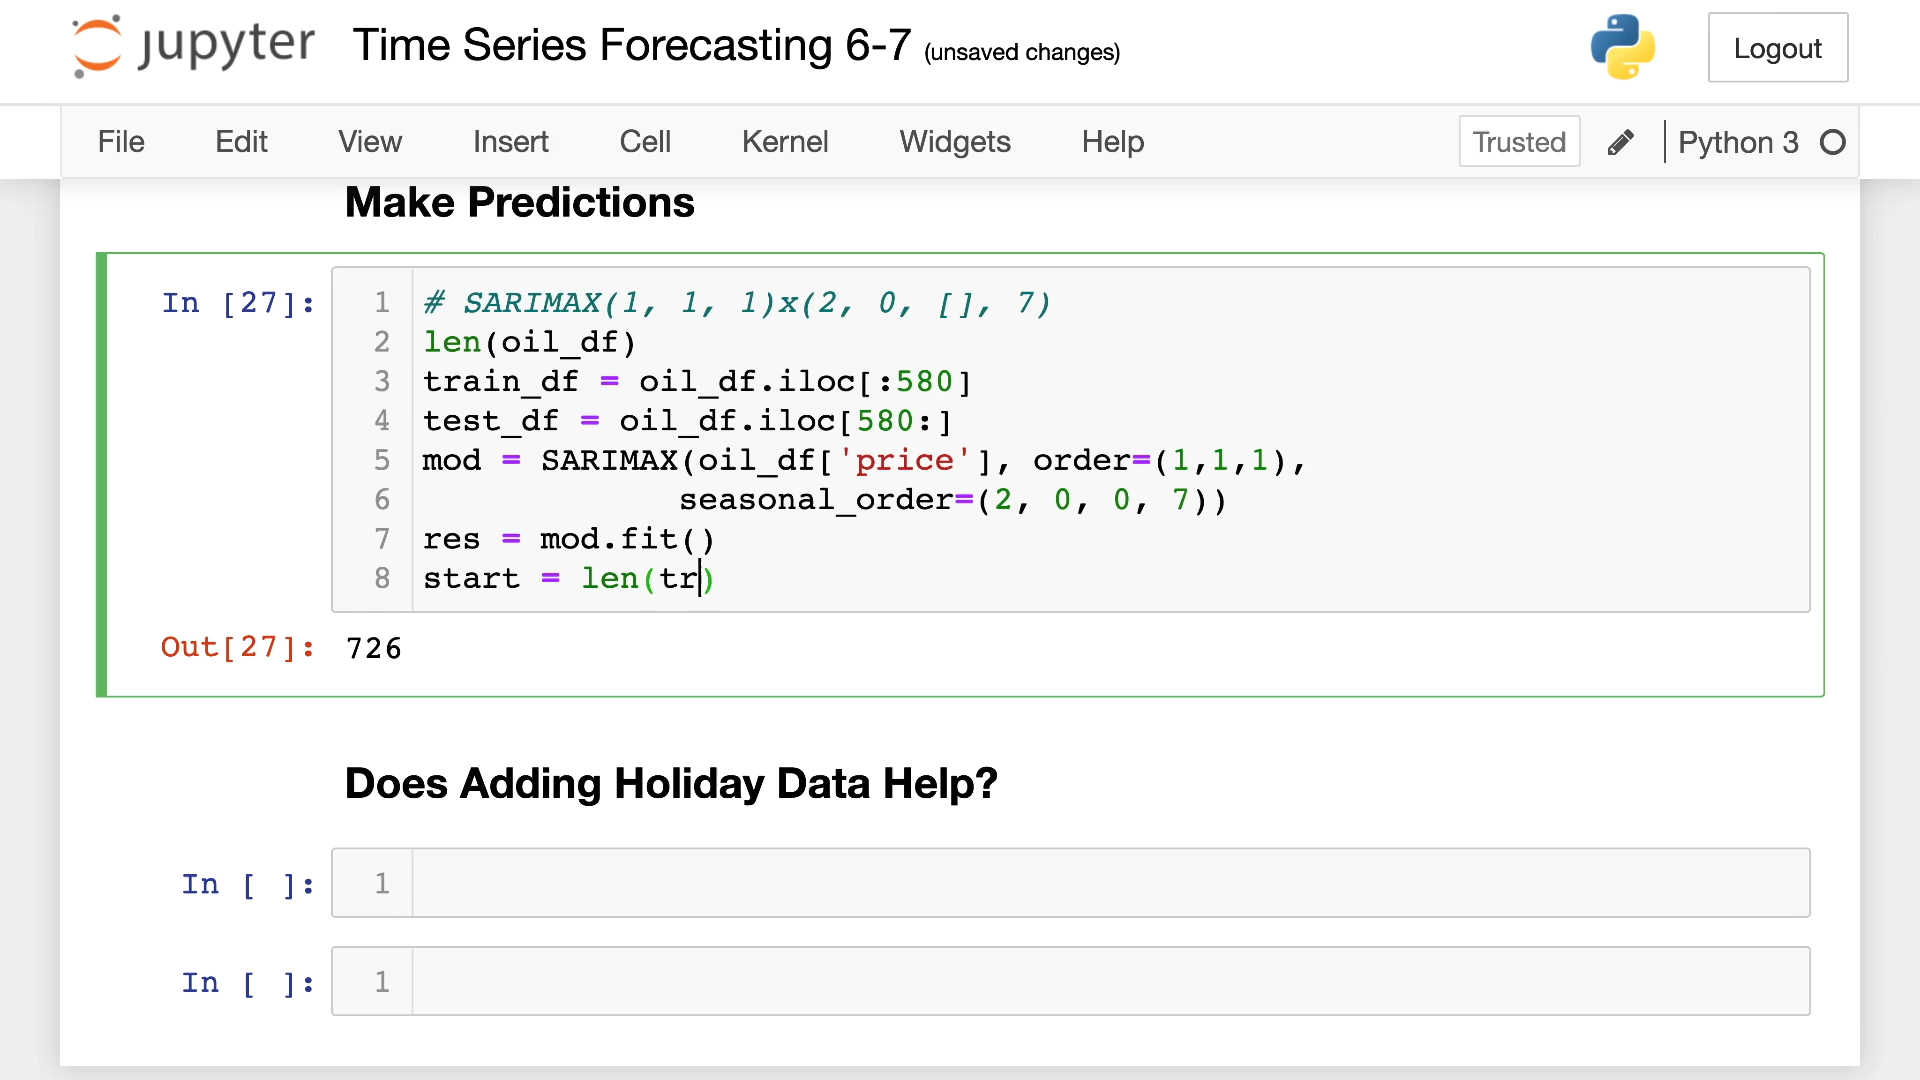 jupyter Time Series Forecasting 6-7 (unsaved changes) Logout
File Edit View Insert Cell Kernel Widgets Help Trusted Python 3
Make Predictions
In [27]:
1 # SARIMAX(1, 1, 1)x(2, 0, [], 7)
2 len(oil_df)
3 train_df = oil_df.iloc[:580]
4 test_df = oil_df.iloc[580:]
5 mod = SARIMAX(oil_df['price'], order=(1,1,1),
6 seasonal_order=(2, 0, 0, 7))
7 res = mod.fit()
8 start = len(tr)
Out[27]: 726
Does Adding Holiday Data Help?
In [ ]: 1
In [ ]: 1